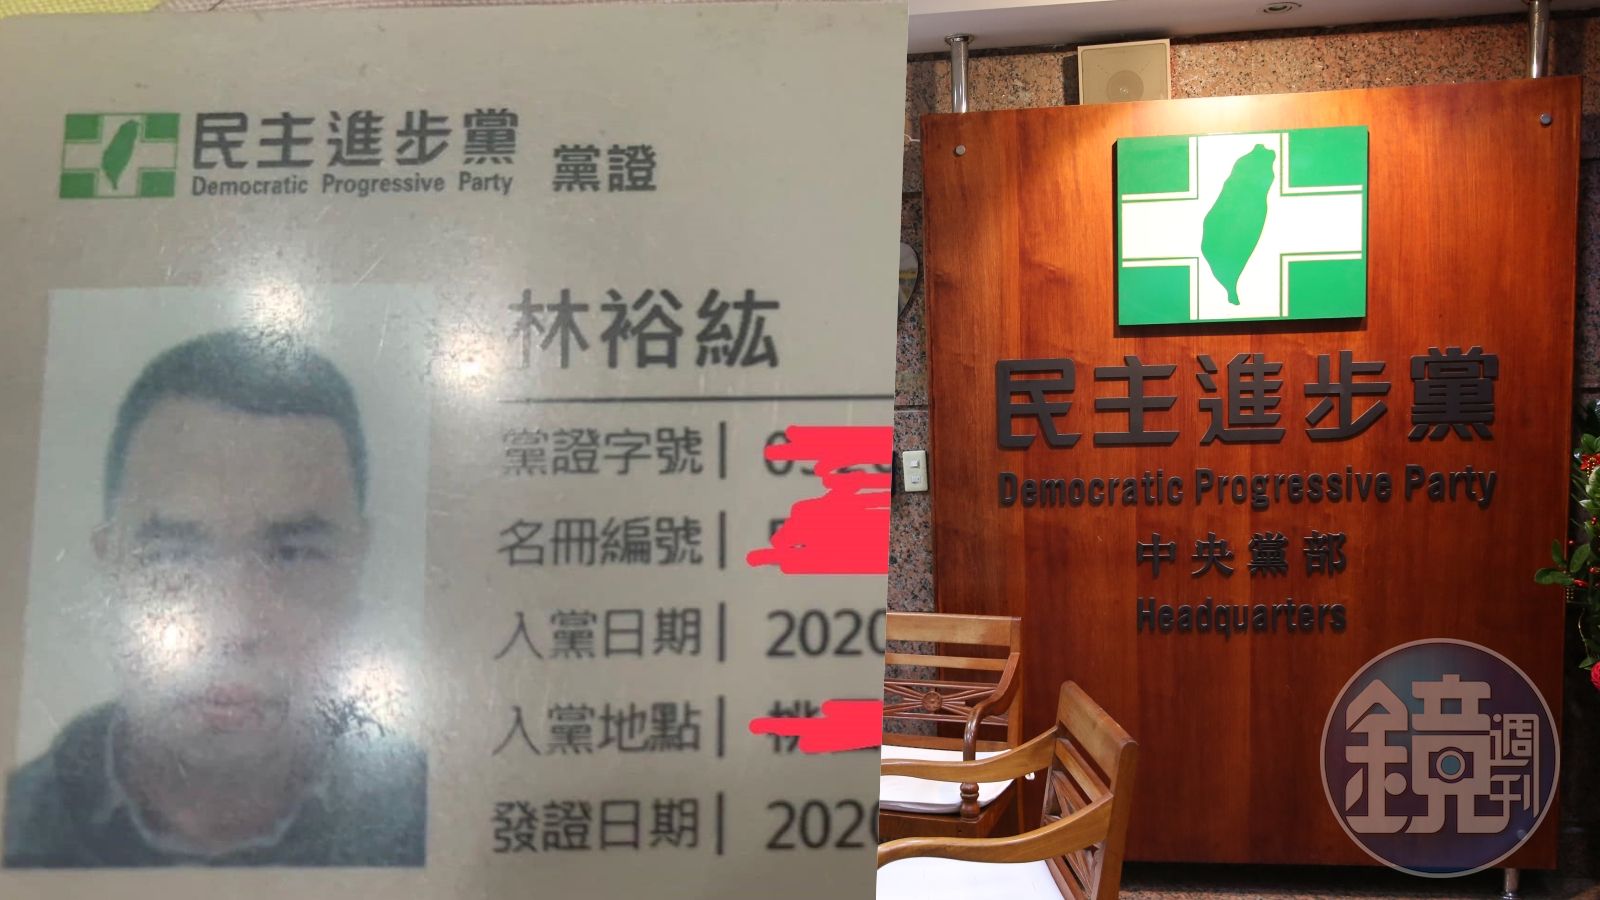 民主進步黨 黨證
Democratic Progressive Party
林裕紘
黨證字號|
名冊編號|
入黨日期| 2020
入黨地點| 桃
發證日期| 2020
民主進步黨
Democratic Progressive Party
中央黨部
Headquarters
鏡週刊